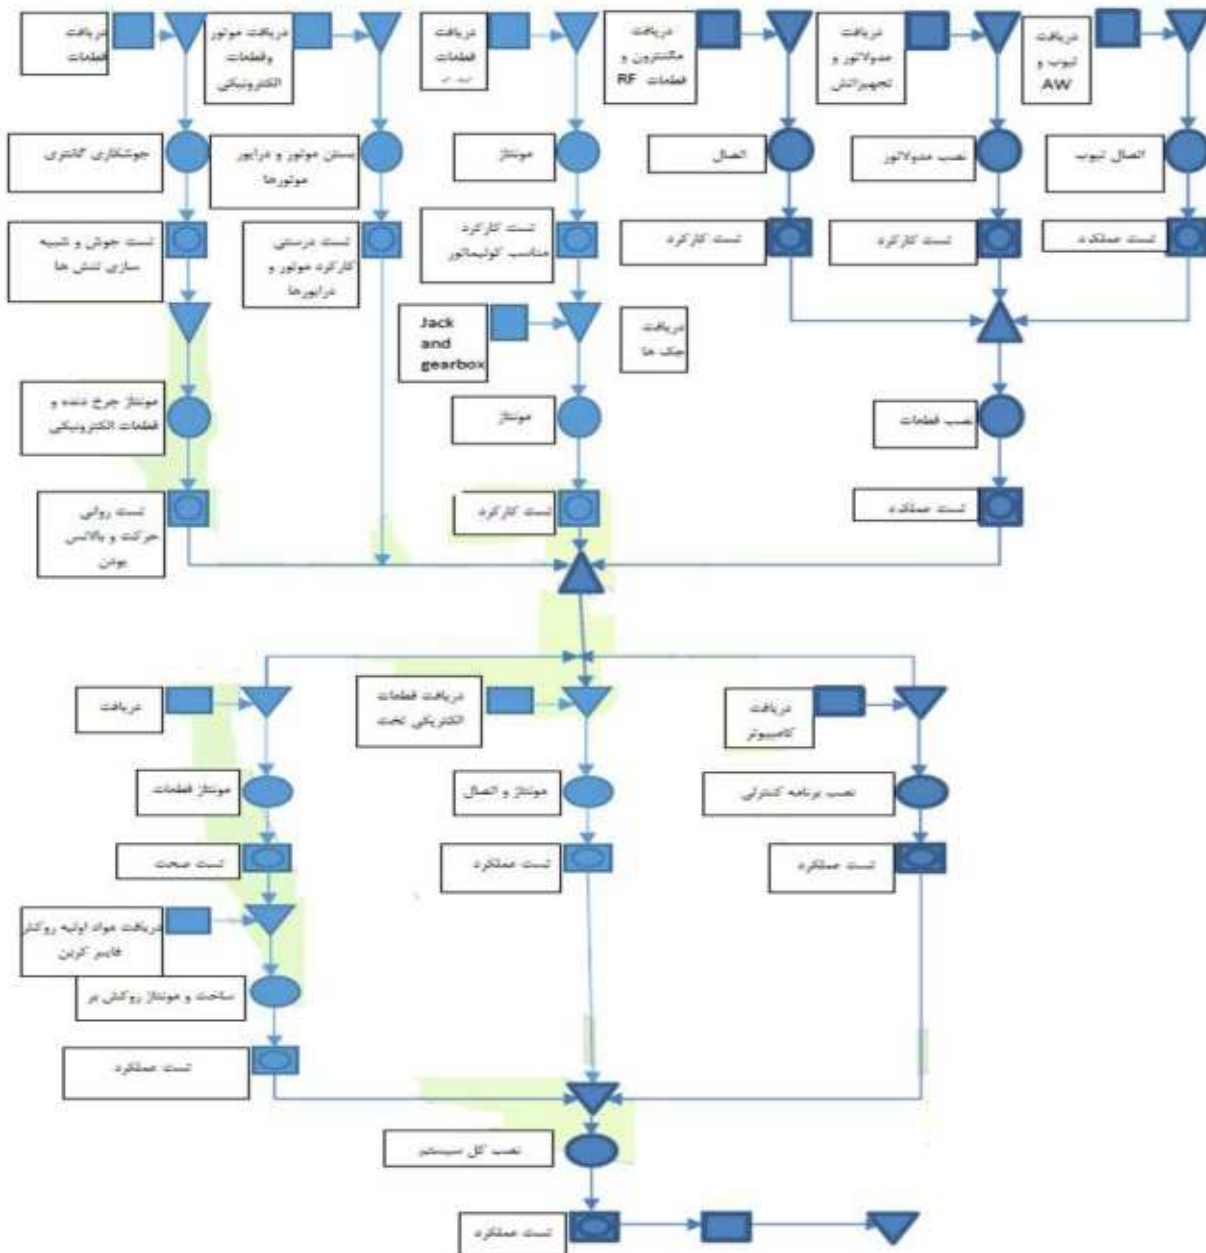 دریافت
قطعات
دریافت موتور
وقطعات
الکترونیکی
دریافت
قطعات
دریافت
مگنترون و
قطعات RF
دریافت
مدولاتور و
تجهیزاتش
دریافت
تیوب و
AW
جوشکاری گانتری
بستن موتور و درایور
موتورها
مونتاژ
اتصال
نصب مدولاتور
اتصال تیوب
تست جوش و شبیه
سازی تنش ها
تست درستی
کارکرد موتور و
درایورها
تست کارکرد
مناسب کولیماتور
تست کارکرد
تست کارکرد
تست عملکرد
Jack
and
gearbox
دریافت
جک ها
مونتاژ چرخ دنده و
قطعات الکترونیکی
مونتاژ
نصب قطعات
تست روانی
حرکت و بالانس
بودن
تست کارکرد
تست عملکرد
دریافت
دریافت قطعات
الکتریکی تخت
دریافت
کامپیوتر
مونتاژ قطعات
مونتاژ و اتصال
نصب برنامه کنترلی
تست صحت
تست عملکرد
تست عملکرد
دریافت مواد اولیه روکش
فایبر کربن
ساخت و مونتاژ روکش بر
تست عملکرد
نصب کل سیستم
تست عملکرد